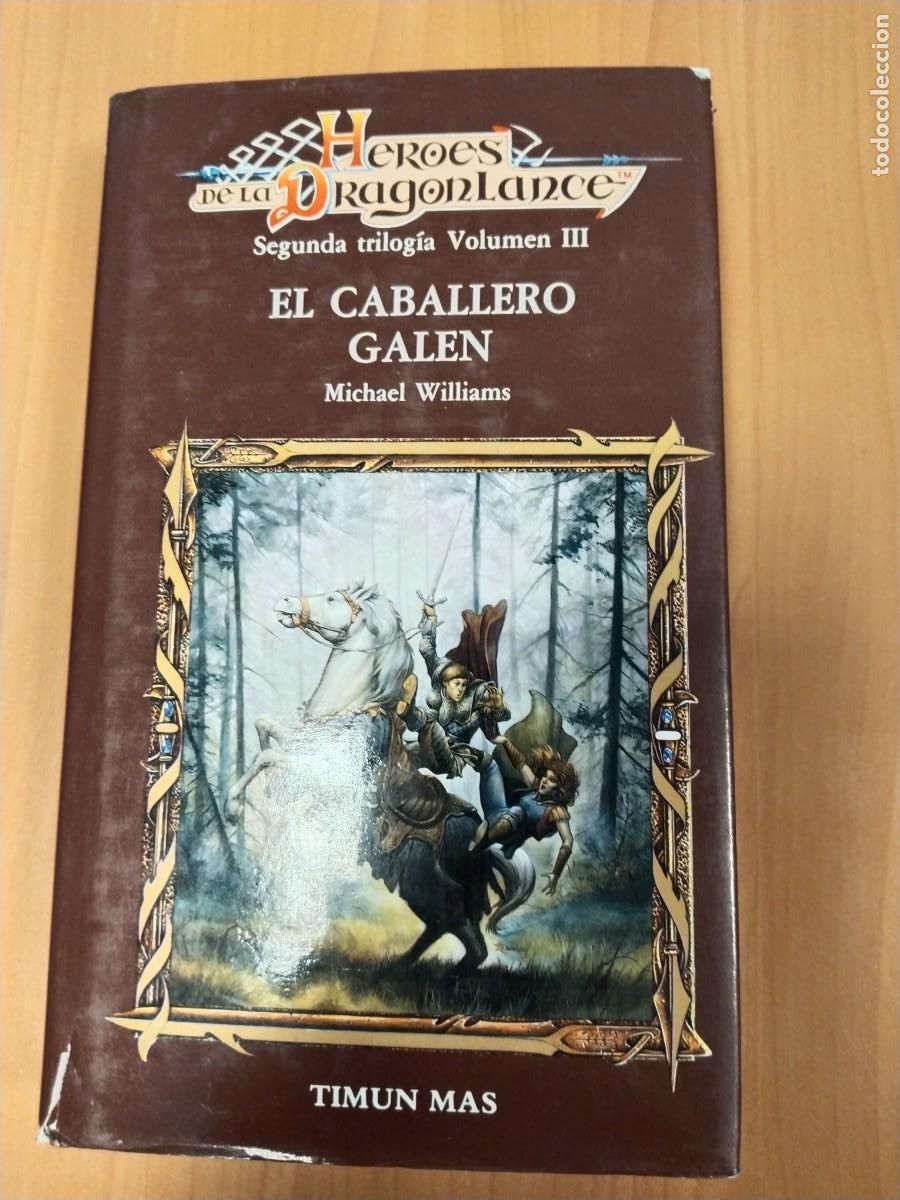 HEROES
DE LA DRAGONLANCE™
Segunda trilogía Volumen III
EL CABALLERO
GALEN
Michael Williams
TIMUN MAS
todocoleccion